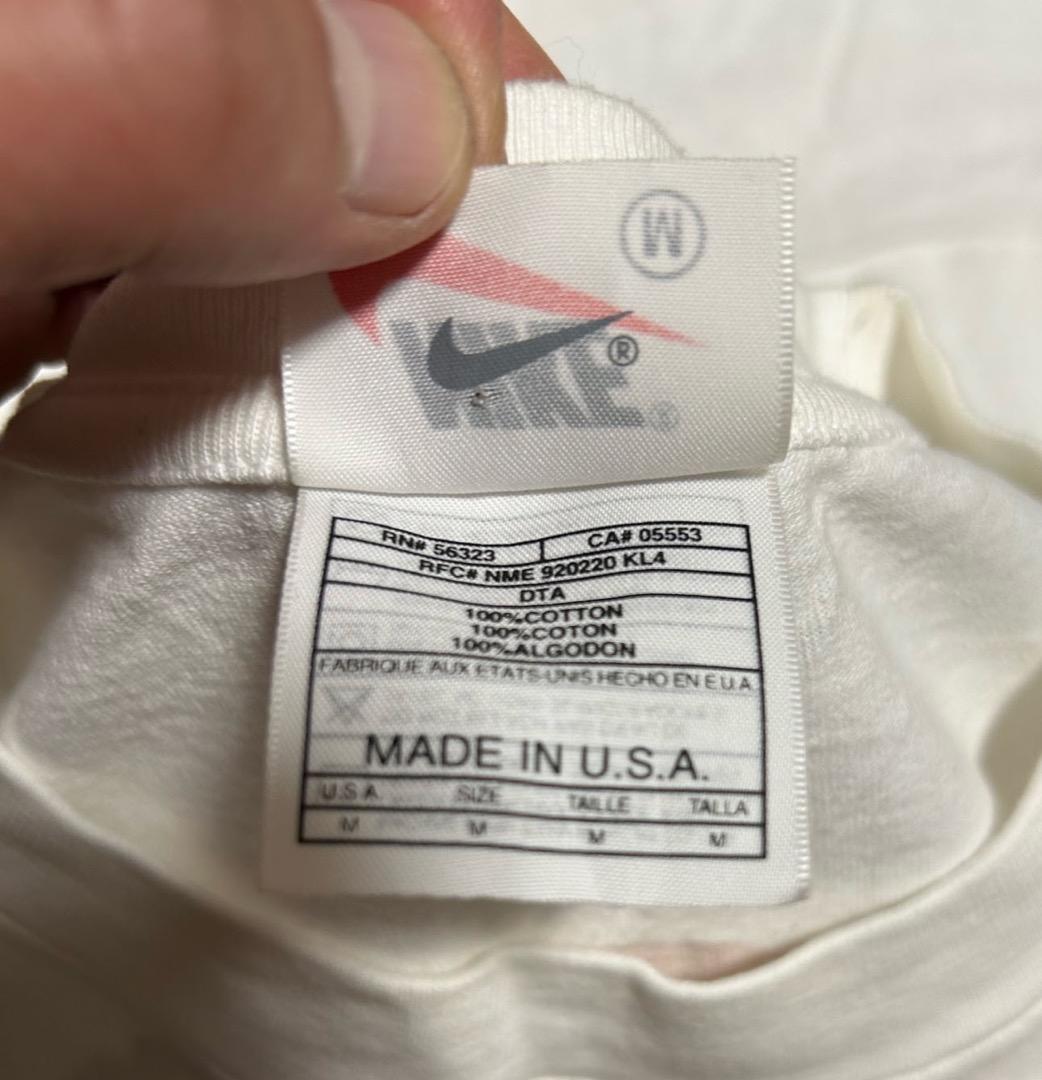 M
NIKE®
®
RN# 56323 CA# 05553
RFC# NME 920220 KL4
DTA
100%COTTON
100%COTON
100%ALGODON
FABRIQUE AUX ETATS-UNIS HECHO EN E.U.A.
MADE IN U.S.A.
U.S.A SIZE TAILLE TALLA
M M M M